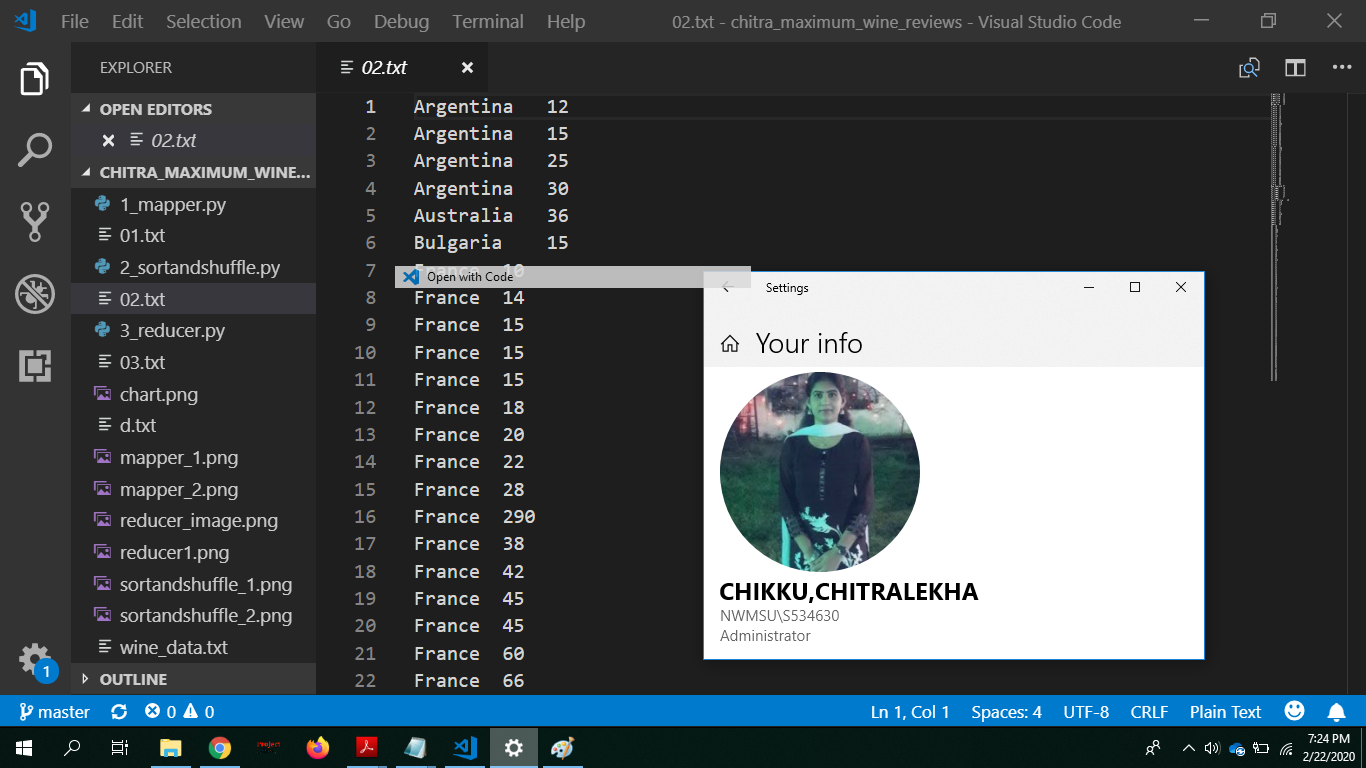 File Edit Selection View Go Debug Terminal Help 02.txt - chitra_maximum_wine_reviews - Visual Studio Code
EXPLORER
02.txt
OPEN EDITORS
02.txt
CHITRA_MAXIMUM_WINE...
1_mapper.py
01.txt
2_sortandshuffle.py
02.txt
3_reducer.py
03.txt
chart.png
d.txt
mapper_1.png
mapper_2.png
reducer_image.png
reducer1.png
sortandshuffle_1.png
sortandshuffle_2.png
wine_data.txt
OUTLINE
1
1 Argentina 12
2 Argentina 15
3 Argentina 25
4 Argentina 30
5 Australia 36
6 Bulgaria 15
7 France 10
8 France 14
9 France 15
10 France 15
11 France 15
12 France 18
13 France 20
14 France 22
15 France 28
16 France 290
17 France 38
18 France 42
19 France 45
20 France 45
21 France 60
22 France 66
Open with Code
Settings
Your info
CHIKKU,CHITRALEKHA
NWMSU\S534630
Administrator
master 0 0 Ln 1, Col 1 Spaces: 4 UTF-8 CRLF Plain Text
7:24 PM
2/22/2020